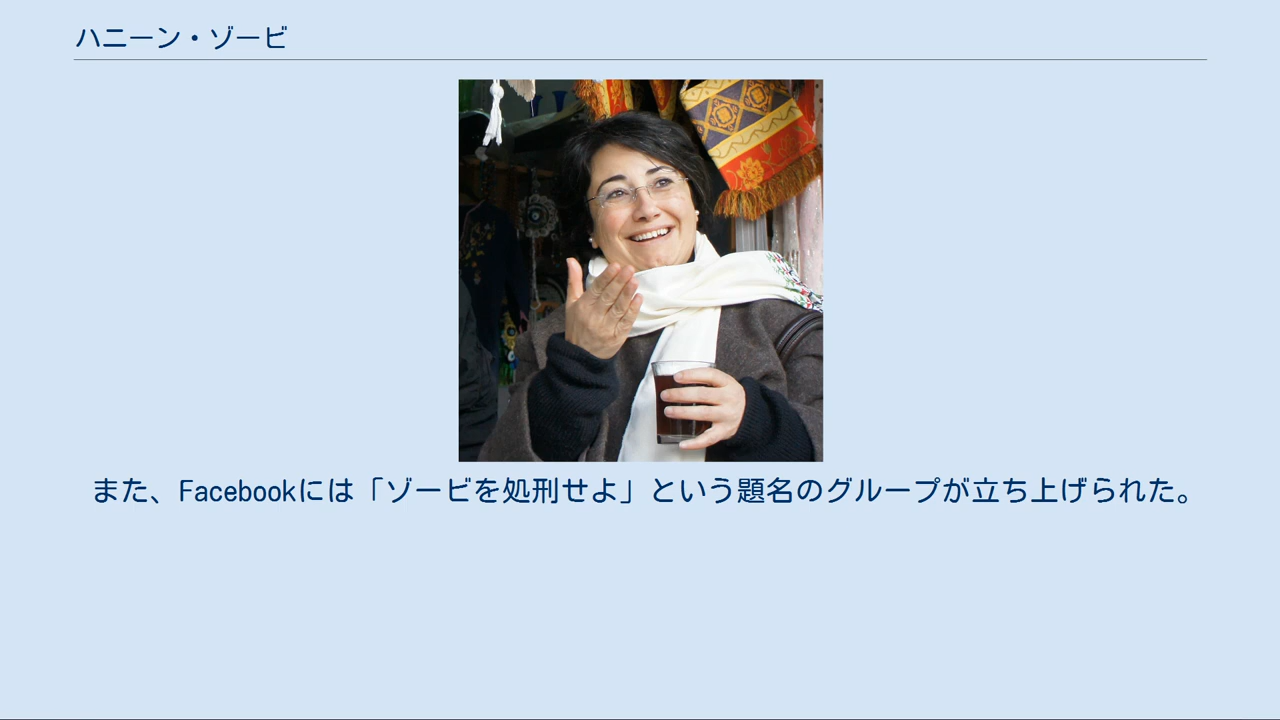 ハニーン・ゾービ
また、Facebookには「ゾービを処刑せよ」という題名のグループが立ち上げられた。